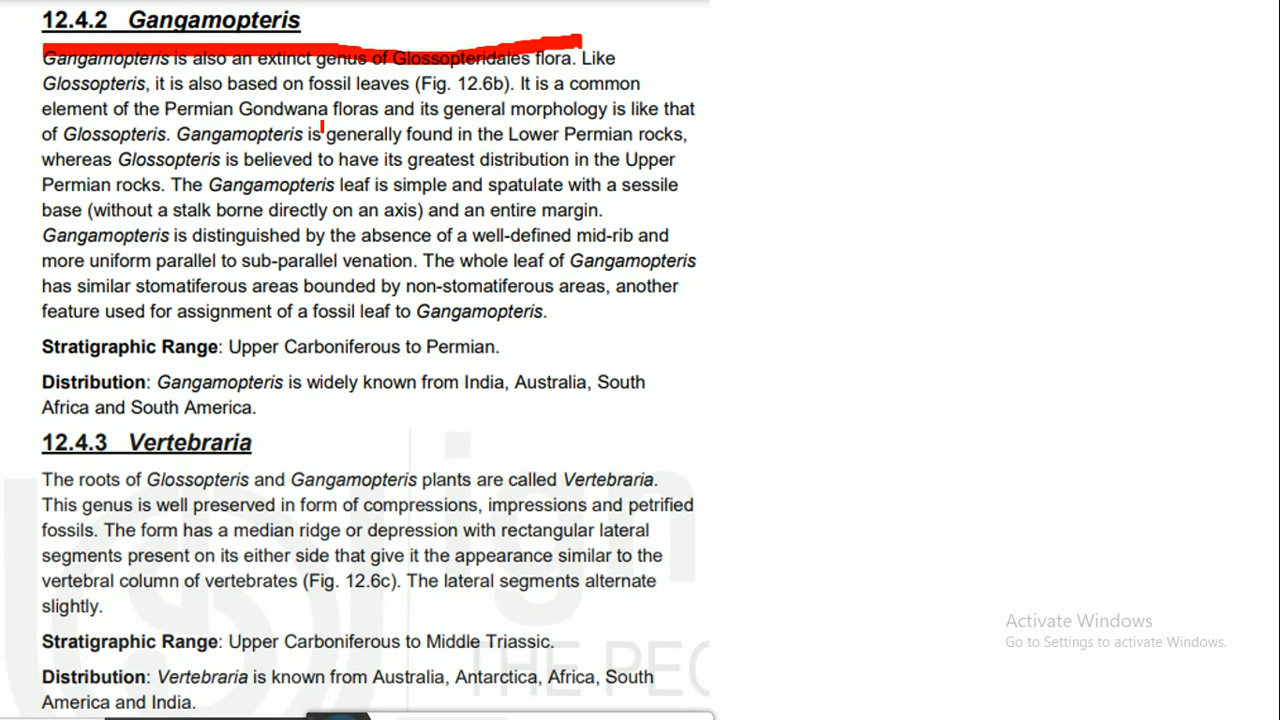 12.4.2 Gangamopteris
Gangamopteris is also an extinct genus of Glossopteridales flora. Like
Glossopteris, it is also based on fossil leaves (Fig. 12.6b). It is a common
element of the Permian Gondwana floras and its general morphology is like that
of Glossopteris. Gangamopteris is generally found in the Lower Permian rocks,
whereas Glossopteris is believed to have its greatest distribution in the Upper
Permian rocks. The Gangamopteris leaf is simple and spatulate with a sessile
base (without a stalk borne directly on an axis) and an entire margin.
Gangamopteris is distinguished by the absence of a well-defined mid-rib and
more uniform parallel to sub-parallel venation. The whole leaf of Gangamopteris
has similar stomatiferous areas bounded by non-stomatiferous areas, another
feature used for assignment of a fossil leaf to Gangamopteris.
Stratigraphic Range: Upper Carboniferous to Permian.
Distribution: Gangamopteris is widely known from India, Australia, South
Africa and South America.
12.4.3 Vertebraria
The roots of Glossopteris and Gangamopteris plants are called Vertebraria.
This genus is well preserved in form of compressions, impressions and petrified
fossils. The form has a median ridge or depression with rectangular lateral
segments present on its either side that give it the appearance similar to the
vertebral column of vertebrates (Fig. 12.6c). The lateral segments alternate
slightly.
Stratigraphic Range: Upper Carboniferous to Middle Triassic.
Distribution: Vertebraria is known from Australia, Antarctica, Africa, South
America and India.
ign
THE PEO
Activate Windows
Go to Settings to activate Windows.